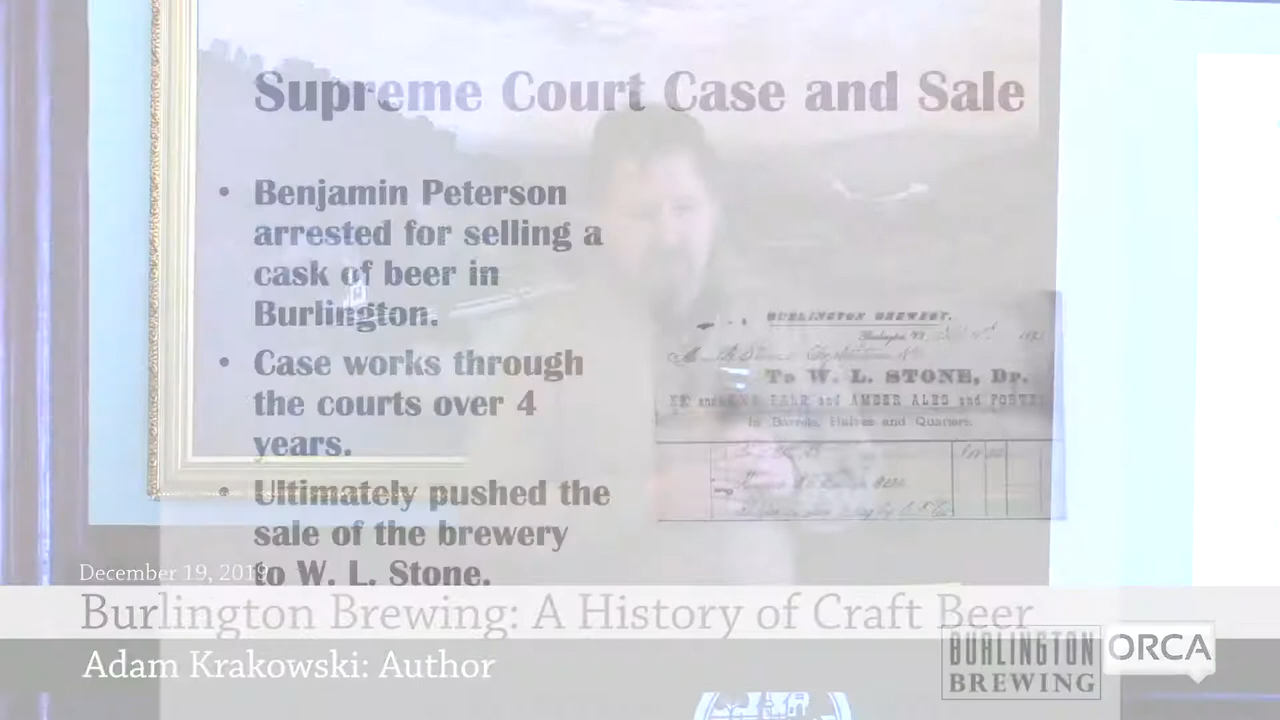 Supreme Court Case and Sale
• Benjamin Peterson
arrested for selling a
cask of beer in
Burlington.
• Case works through
the courts over 4
years.
• Ultimately pushed the
sale of the brewery
to W. L. Stone.
BURLINGTON BREWERY.
To W. L. STONE, Dr.
and AMBER ALES and PORTER
In Barrels, Halves and Quarters.
December 19, 2019
Burlington Brewing: A History of Craft Beer
Adam Krakowski: Author
BURLINGTON
BREWING
ORCA